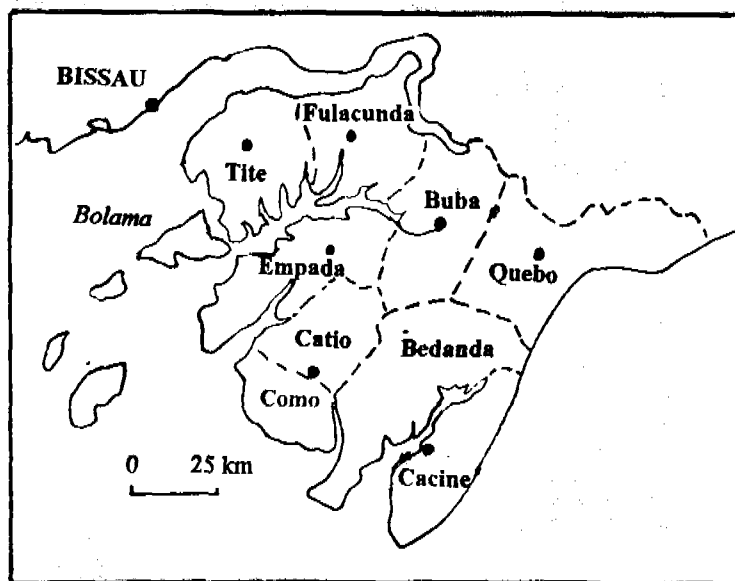 BISSAU
Fulacunda
Tite
Buba
Bolama
Empada
Quebo
Catio
Bedanda
Como
0 25 km
Cacine